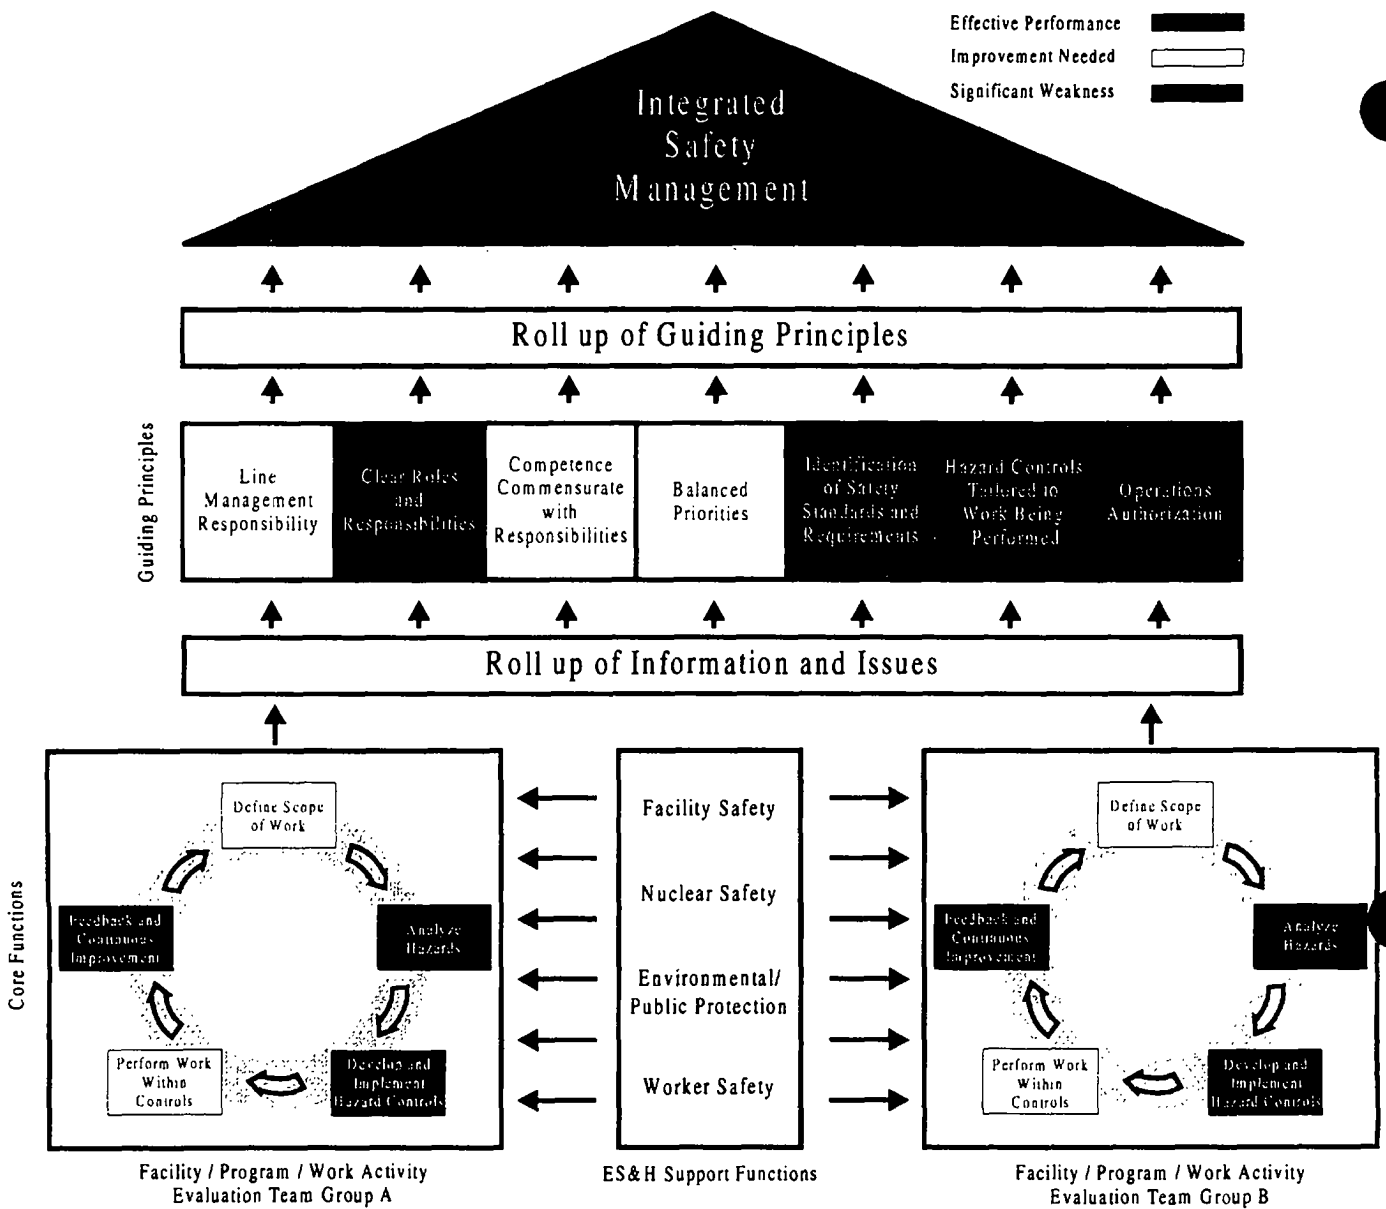 Effective Performance
Improvement Needed
Significant Weakness
Integrated
Safety
Management
Roll up of Guiding Principles
Guiding Principles
Line
Management
Responsibility
Clear Roles
and
Responsibilities
Competence
Commensurate
with
Responsibilities
Balanced
Priorities
Identification
of Safety
Standards and
Requirements
Hazard Controls
Tailored to
Work Being
Performed
Operations
Authorization
Roll up of Information and Issues
Core Functions
Define Scope
of Work
Analyze
Hazards
Develop and
Implement
Hazard Controls
Perform Work
Within
Controls
Feedback and
Continuous
Improvement
Facility / Program / Work Activity
Evaluation Team Group A
Facility Safety
Nuclear Safety
Environmental/
Public Protection
Worker Safety
ES&H Support Functions
Define Scope
of Work
Analyze
Hazards
Develop and
Implement
Hazard Controls
Perform Work
Within
Controls
Feedback and
Continuous
Improvement
Facility / Program / Work Activity
Evaluation Team Group B